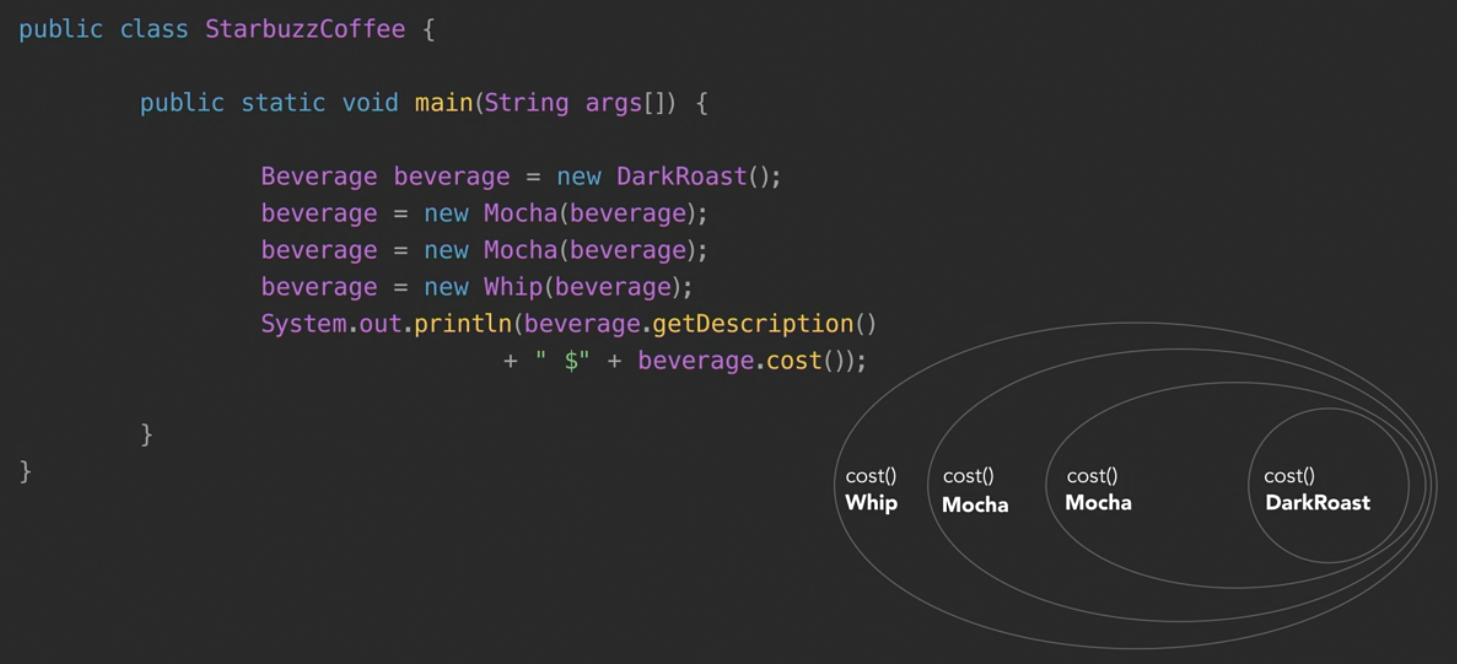 public class StarbuzzCoffee {
public static void main(String args[]) {
Beverage beverage = new DarkRoast();
beverage = new Mocha(beverage);
beverage = new Mocha(beverage);
beverage = new Whip(beverage);
System.out.println(beverage.getDescription()
+ " $" + beverage.cost());
}
}
cost() cost() cost() cost()
Whip Mocha Mocha DarkRoast